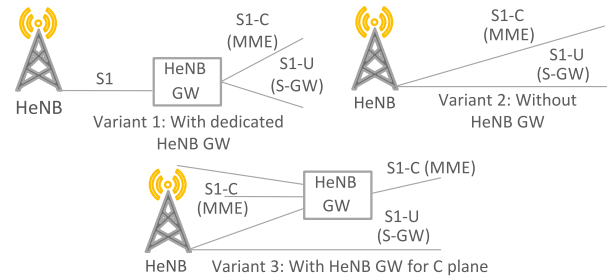 S1-C
(MME)
S1-U
(S-GW)
S1
HeNB
GW
HeNB
Variant 1: With dedicated
HeNB GW
S1-C
(MME)
S1-U
(S-GW)
HeNB
Variant 2: Without
HeNB GW
S1-C
(MME)
HeNB
GW
S1-C (MME)
S1-U
(S-GW)
HeNB
Variant 3: With HeNB GW for C plane